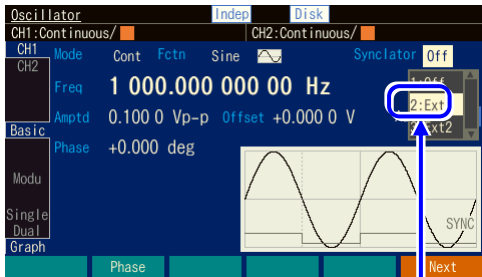 Oscillator Indep Disk
CH1:Continuous/ CH2:Continuous/
CH1 Mode Cont Fctn Sine Synclator Off
CH2
Freq 1 000.000 000 00 Hz 1:Off
2:Ext
Amptd 0.100 0 Vp-p Offset +0.000 0 V
Basic
Phase +0.000 deg
Modu
Single
Dual
SYNC
Graph
Phase Next